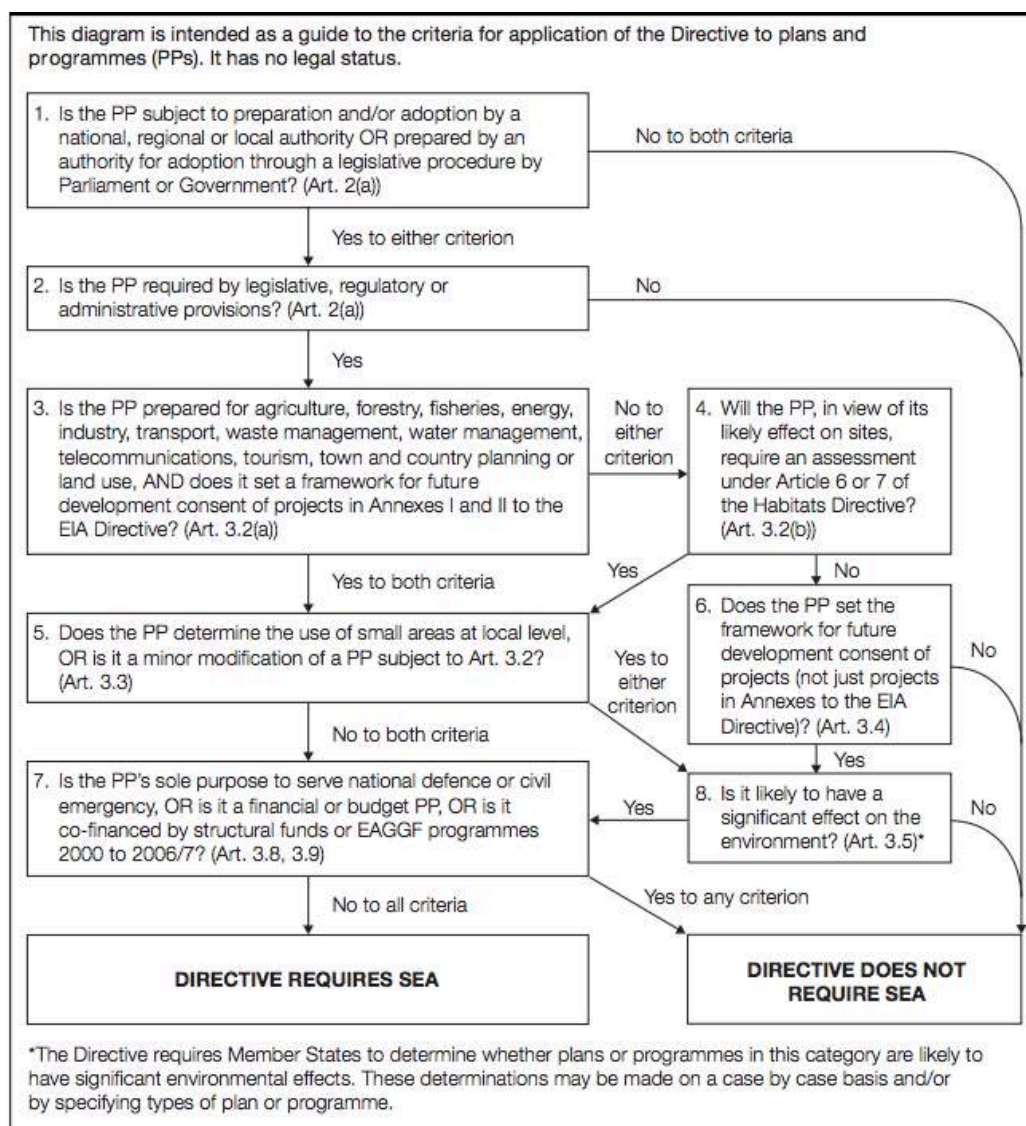 This diagram is intended as a guide to the criteria for application of the Directive to plans and
programmes (PPs). It has no legal status.
1. Is the PP subject to preparation and/or adoption by a
national, regional or local authority OR prepared by an
authority for adoption through a legislative procedure by
Parliament or Government? (Art. 2(a))
No to both criteria
Yes to either criterion
2. Is the PP required by legislative, regulatory or
administrative provisions? (Art. 2(a))
No
Yes
3. Is the PP prepared for agriculture, forestry, fisheries, energy,
industry, transport, waste management, water management,
telecommunications, tourism, town and country planning or
land use, AND does it set a framework for future
development consent of projects in Annexes I and II to the
EIA Directive? (Art. 3.2(a))
No to
either
criterion
4. Will the PP, in view of its
likely effect on sites,
require an assessment
under Article 6 or 7 of
the Habitats Directive?
(Art. 3.2(b))
Yes to both criteria
Yes
No
5. Does the PP determine the use of small areas at local level,
OR is it a minor modification of a PP subject to Art. 3.2?
(Art. 3.3)
Yes to
either
criterion
6. Does the PP set the
framework for future
development consent of
projects (not just projects
in Annexes to the EIA
Directive)? (Art. 3.4)
No
No to both criteria
Yes
7. Is the PP's sole purpose to serve national defence or civil
emergency, OR is it a financial or budget PP, OR is it
co-financed by structural funds or EAGGF programmes
2000 to 2006/7? (Art. 3.8, 3.9)
Yes
8. Is it likely to have a
significant effect on the
environment? (Art. 3.5)*
No
No to all criteria
Yes to any criterion
DIRECTIVE REQUIRES SEA
DIRECTIVE DOES NOT
REQUIRE SEA
*The Directive requires Member States to determine whether plans or programmes in this category are likely to
have significant environmental effects. These determinations may be made on a case by case basis and/or
by specifying types of plan or programme.